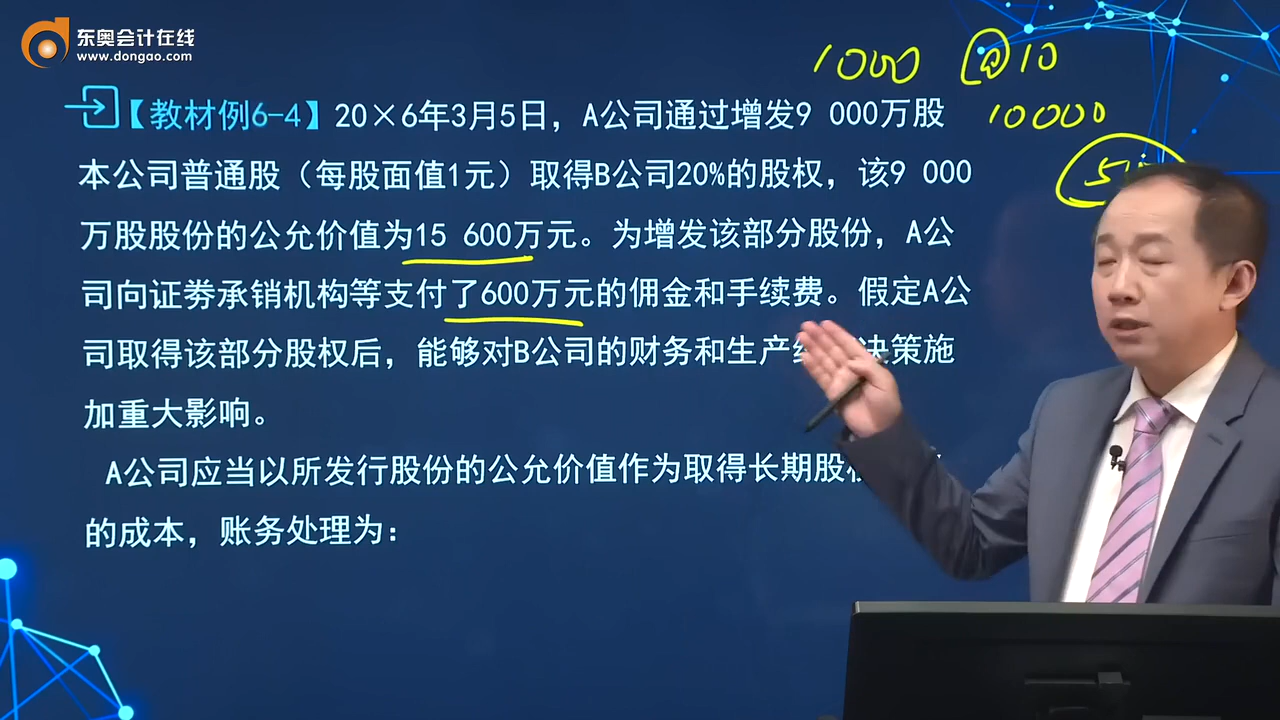 东奥会计在线
www.dongao.com
1000 @10
10000
【教材例6-4】20×6年3月5日，A公司通过增发9 000万股
本公司普通股（每股面值1元）取得B公司20%的股权，该9 000
万股股份的公允价值为15 600万元。为增发该部分股份，A公
司向证券承销机构等支付了600万元的佣金和手续费。假定A公
司取得该部分股权后，能够对B公司的财务和生产经 决策施
加重大影响。
A公司应当以所发行股份的公允价值作为取得长期股
的成本，账务处理为：